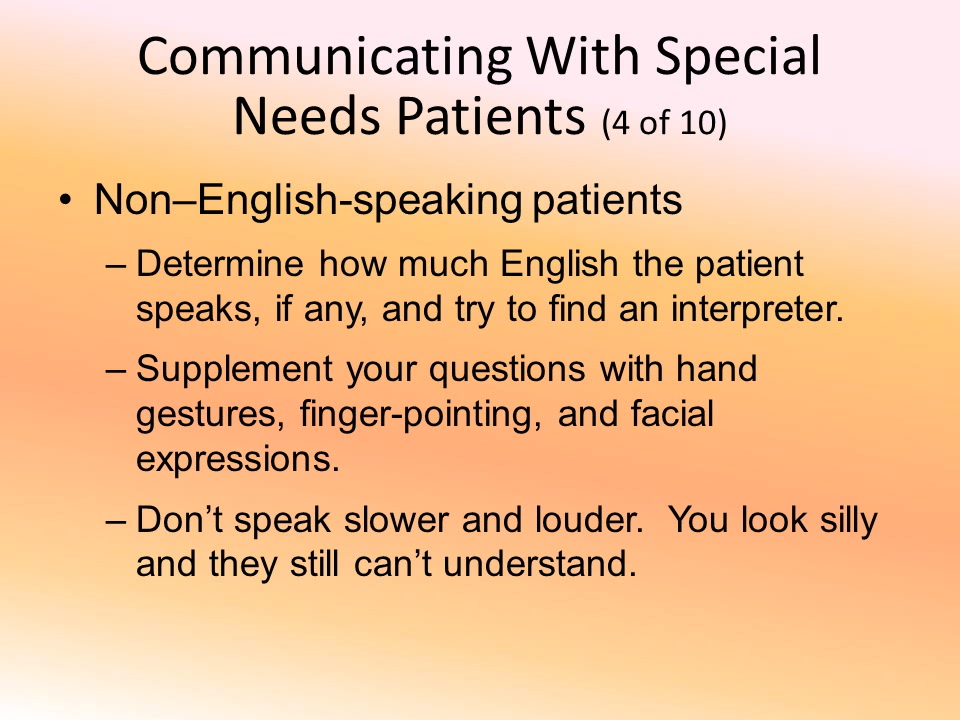 Communicating With Special
Needs Patients (4 of 10)
• Non–English-speaking patients
– Determine how much English the patient
speaks, if any, and try to find an interpreter.
– Supplement your questions with hand
gestures, finger-pointing, and facial
expressions.
– Don’t speak slower and louder.  You look silly
and they still can’t understand.